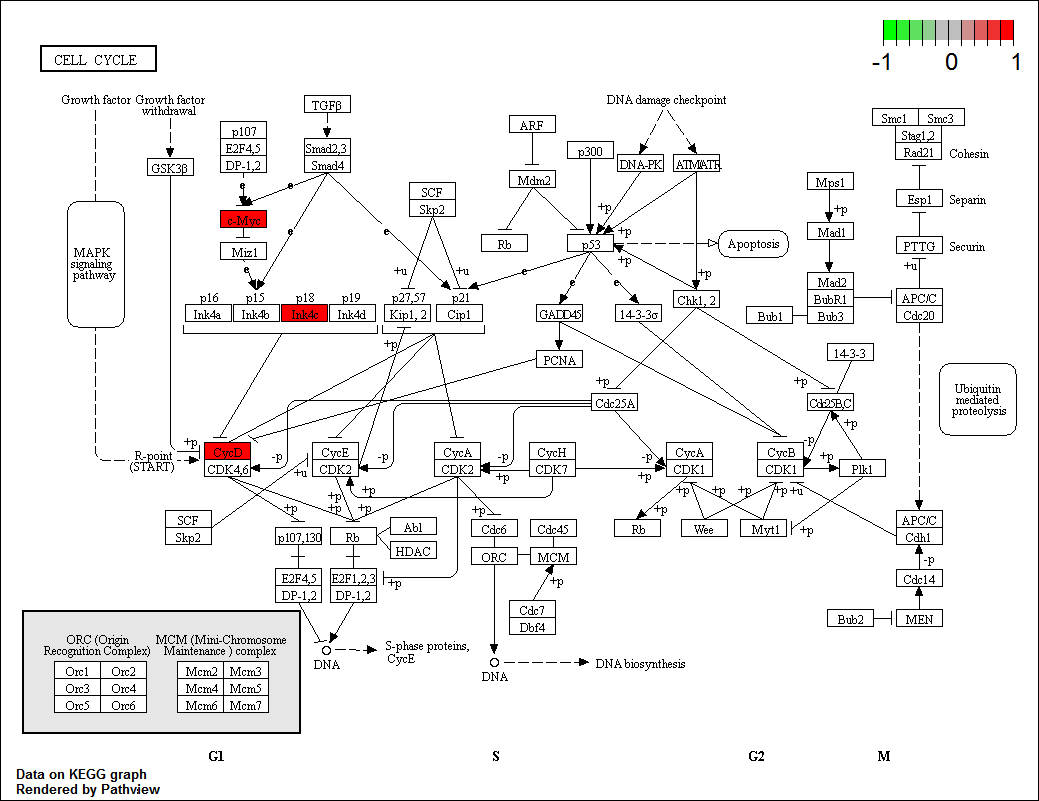 -1 0 1
CELL CYCLE
Growth factor
Growth factor
withdrawal
TGFβ
DNA damage checkpoint
ARF
p300
Smc1 Smc3
Stag1,2
Rad21
Cohesin
p107
E2F4,5
DP-1,2
Smad2,3
Smad4
GSK3β
DNA-PK
ATM/ATR
Mdm2
Mps1
SCF
Skp2
Esp1
Separin
e
e
+p
+p
c-Myc
Miz1
e
e
Rb
p53
+p
+p
Apoptosis
Mad1
PTTG
Securin
MAPK
signaling
pathway
e
+u
+u
e
e
e
+p
+u
Mad2
BubR1
Bub3
Bub1
APC/C
Cdc20
p16
Ink4a
p15
Ink4b
p18
Ink4c
p19
Ink4d
p27,57
Kip1, 2
p21
Cip1
GADD45
14-3-3σ
Chk1, 2
+p
PCNA
14-3-3
+p
+p
Cdc25A
Cdc25B,C
Ubiquitin
mediated
proteolysis
R-point
(START)
+p
CycD
CDK4,6
-p
CycE
CDK2
+u
-p
CycA
CDK2
-p
+p
CycH
CDK7
-p
+p
CycA
CDK1
CycB
CDK1
-p
+p
Plk1
+p
+p
+p
+p
+p
+p
+p
+p
+p
+u
SCF
Skp2
+p
+p
+p
p107,130
Rb
Abl
HDAC
Cdc6
Cdc45
ORC
MCM
Rb
Wee
Myt1
+p
APC/C
Cdh1
-p
E2F4,5
DP-1,2
E2F1,2,3
DP-1,2
+p
+p
Cdc7
Dbf4
Cdc14
Bub2
MEN
DNA
S-phase proteins,
CycE
DNA
DNA biosynthesis
ORC (Origin
Recognition Complex)
MCM (Mini-Chromosome
Maintenance ) complex
Orc1 Orc2
Orc3 Orc4
Orc5 Orc6
Mcm2 Mcm3
Mcm4 Mcm5
Mcm6 Mcm7
G1 S G2 M
Data on KEGG graph
Rendered by Pathview